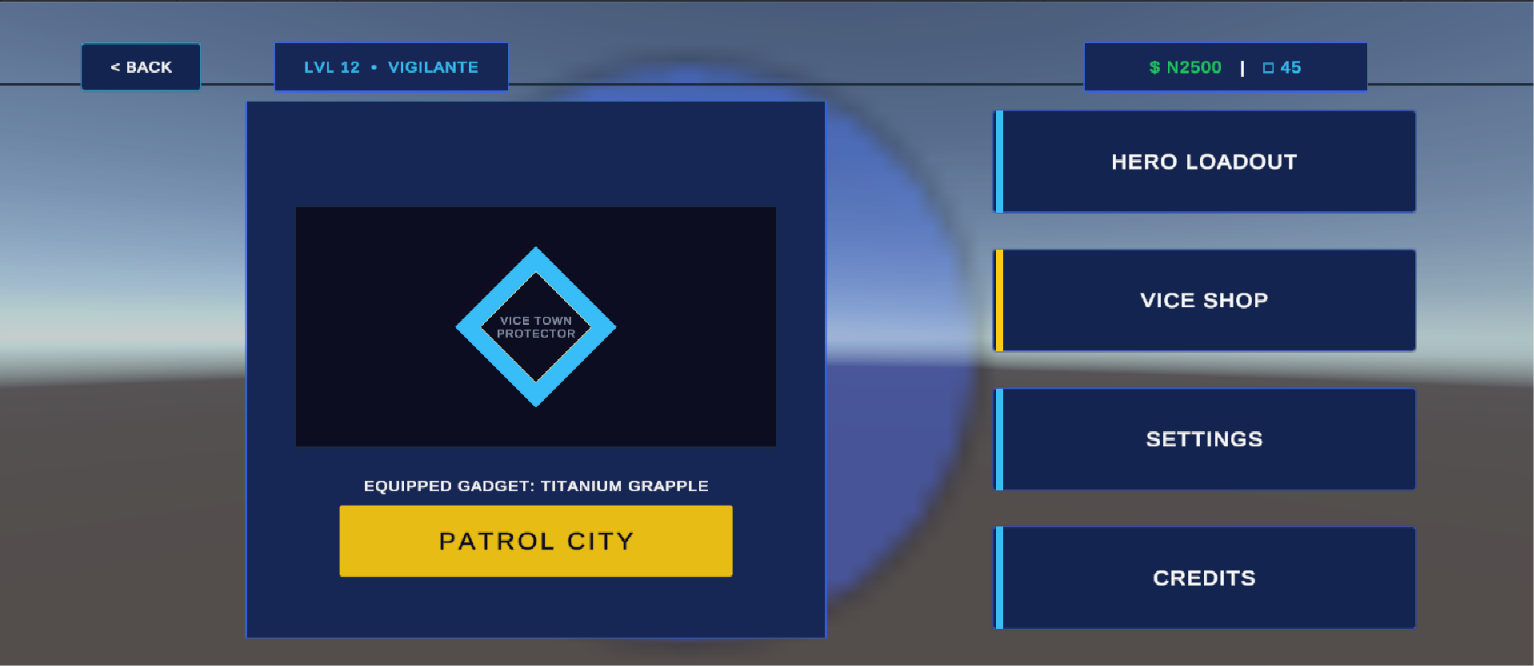 < BACK
LVL 12 • VIGILANTE
$ N2500 | □ 45
HERO LOADOUT
VICE SHOP
VICE TOWN
PROTECTOR
SETTINGS
EQUIPPED GADGET: TITANIUM GRAPPLE
PATROL CITY
CREDITS